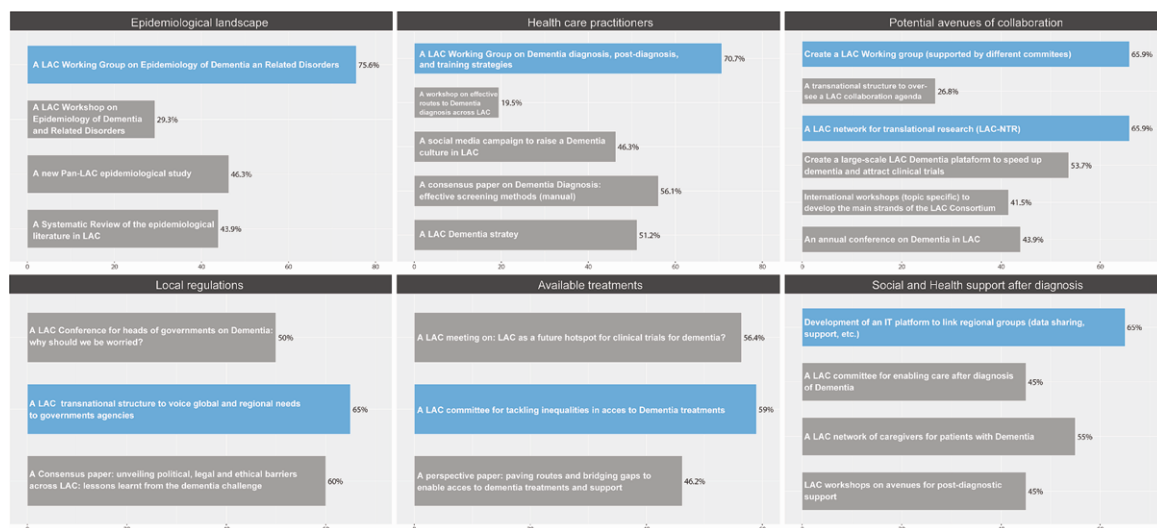 Epidemiological landscape
A LAC Working Group on Epidemiology of Dementia an Related Disorders
75.6%
A LAC Workshop on
Epidemiology of Dementia
and Related Disorders
29.3%
A new Pan-LAC epidemiological study
46.3%
A Systematic Review of the epidemiological
literature in LAC
43.9%
0 20 40 60 80
Health care practitioners
A LAC Working Group on Dementia diagnosis, post-diagnosis,
and training strategies
70.7%
A workshop on effective
routes to Dementia
diagnosis across LAC
19.5%
A social media campaign to raise a Dementia
culture in LAC
46.3%
A consensus paper on Dementia Diagnosis:
effective screening methods (manual)
56.1%
A LAC Dementia stratey
51.2%
0 20 40 60 80
Potential avenues of collaboration
Create a LAC Working group (supported by different commitees)
65.9%
A transnational structure to over-
see a LAC collaboration agenda
26.8%
A LAC network for translational research (LAC-NTR)
65.9%
Create a large-scale LAC Dementia plataform to speed up
dementia and attract clinical trials
53.7%
International workshops (topic specific) to
develop the main strands of the LAC Consortium
41.5%
An annual conference on Dementia in LAC
43.9%
0 20 40 60
Local regulations
A LAC Conference for heads of governments on Dementia:
why should we be worried?
50%
A LAC transnational structure to voice global and regional needs
to governments agencies
65%
A Consensus paper: unveiling political, legal and ethical barriers
across LAC: lessons learnt from the dementia challenge
60%
Available treatments
A LAC meeting on: LAC as a future hotspot for clinical trials for dementia?
56.4%
A LAC committee for tackling inequalities in acces to Dementia treatments
59%
A perspective paper: paving routes and bridging gaps to
enable acces to dementia treatments and support
46.2%
Social and Health support after diagnosis
Development of an IT platform to link regional groups (data sharing,
support, etc.)
65%
A LAC committee for enabling care after diagnosis
of Dementia
45%
A LAC network of caregivers for patients with Dementia
55%
LAC workshops on avenues for post-diagnostic
support
45%